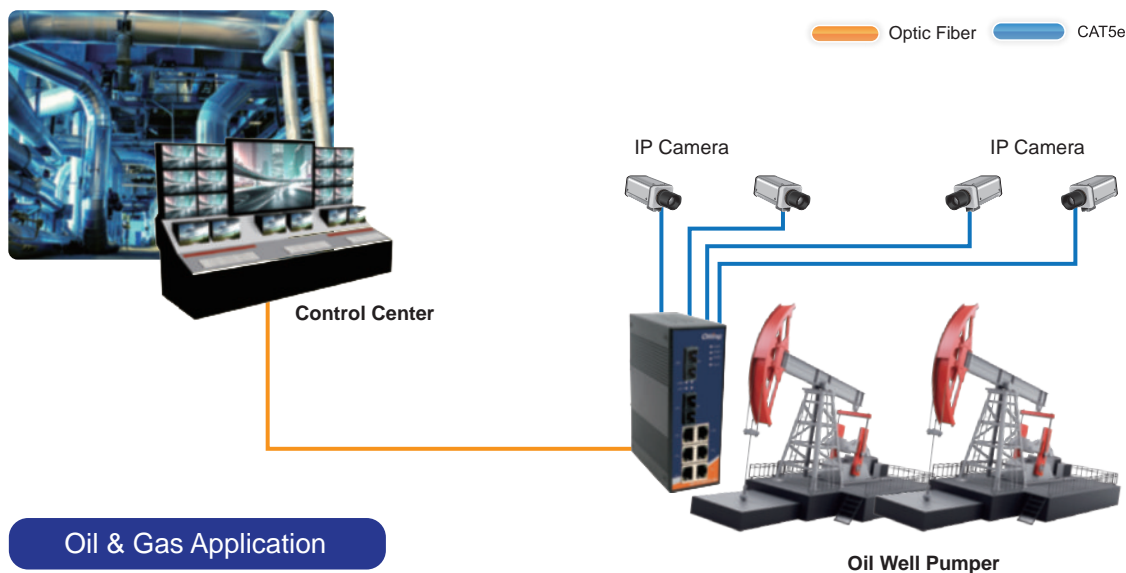 Optic Fiber
CAT5e
IP Camera
IP Camera
Control Center
Oil & Gas Application
Oil Well Pumper